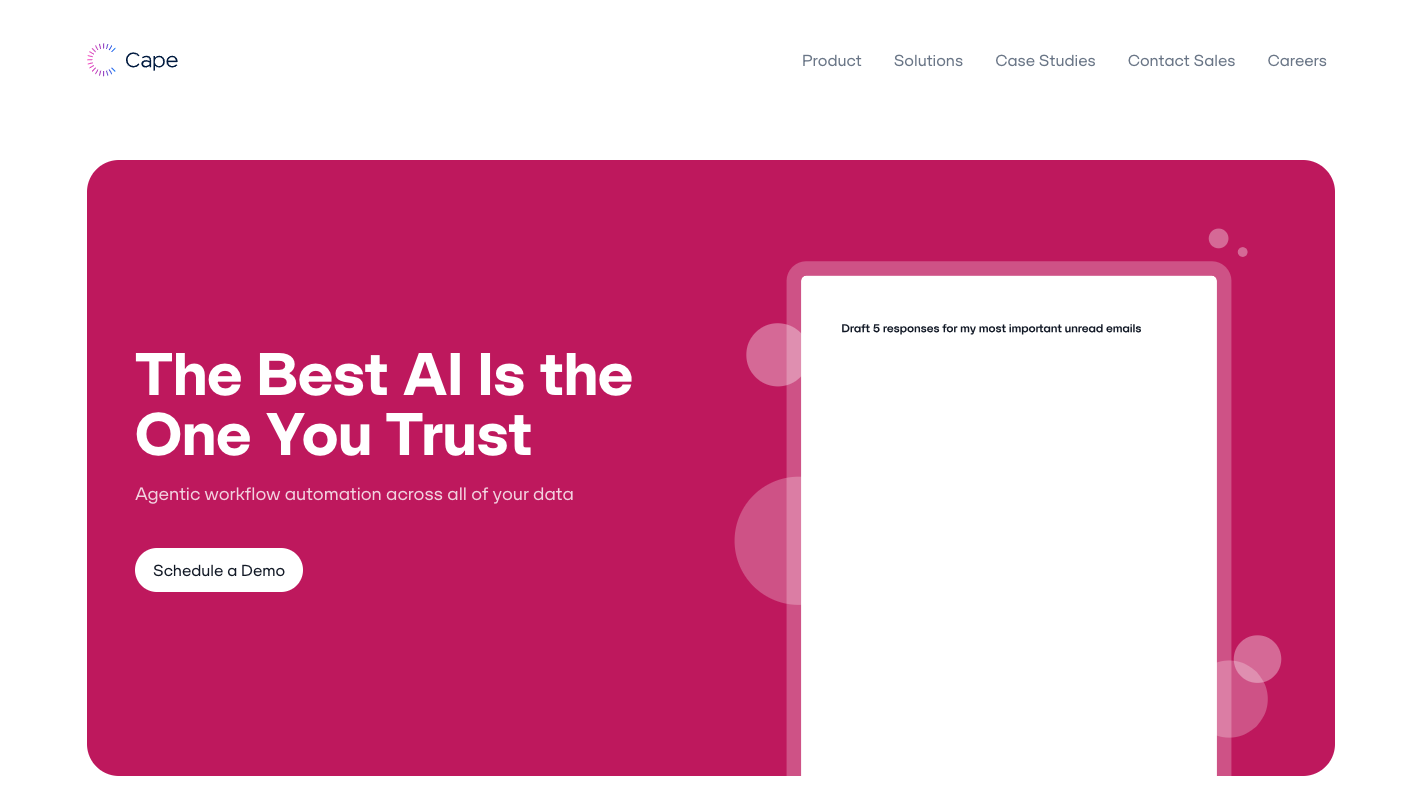 Cape
Product
Solutions
Case Studies
Contact Sales
Careers
The Best AI Is the
One You Trust
Agentic workflow automation across all of your data
Schedule a Demo
Draft 5 responses for my most important unread emails